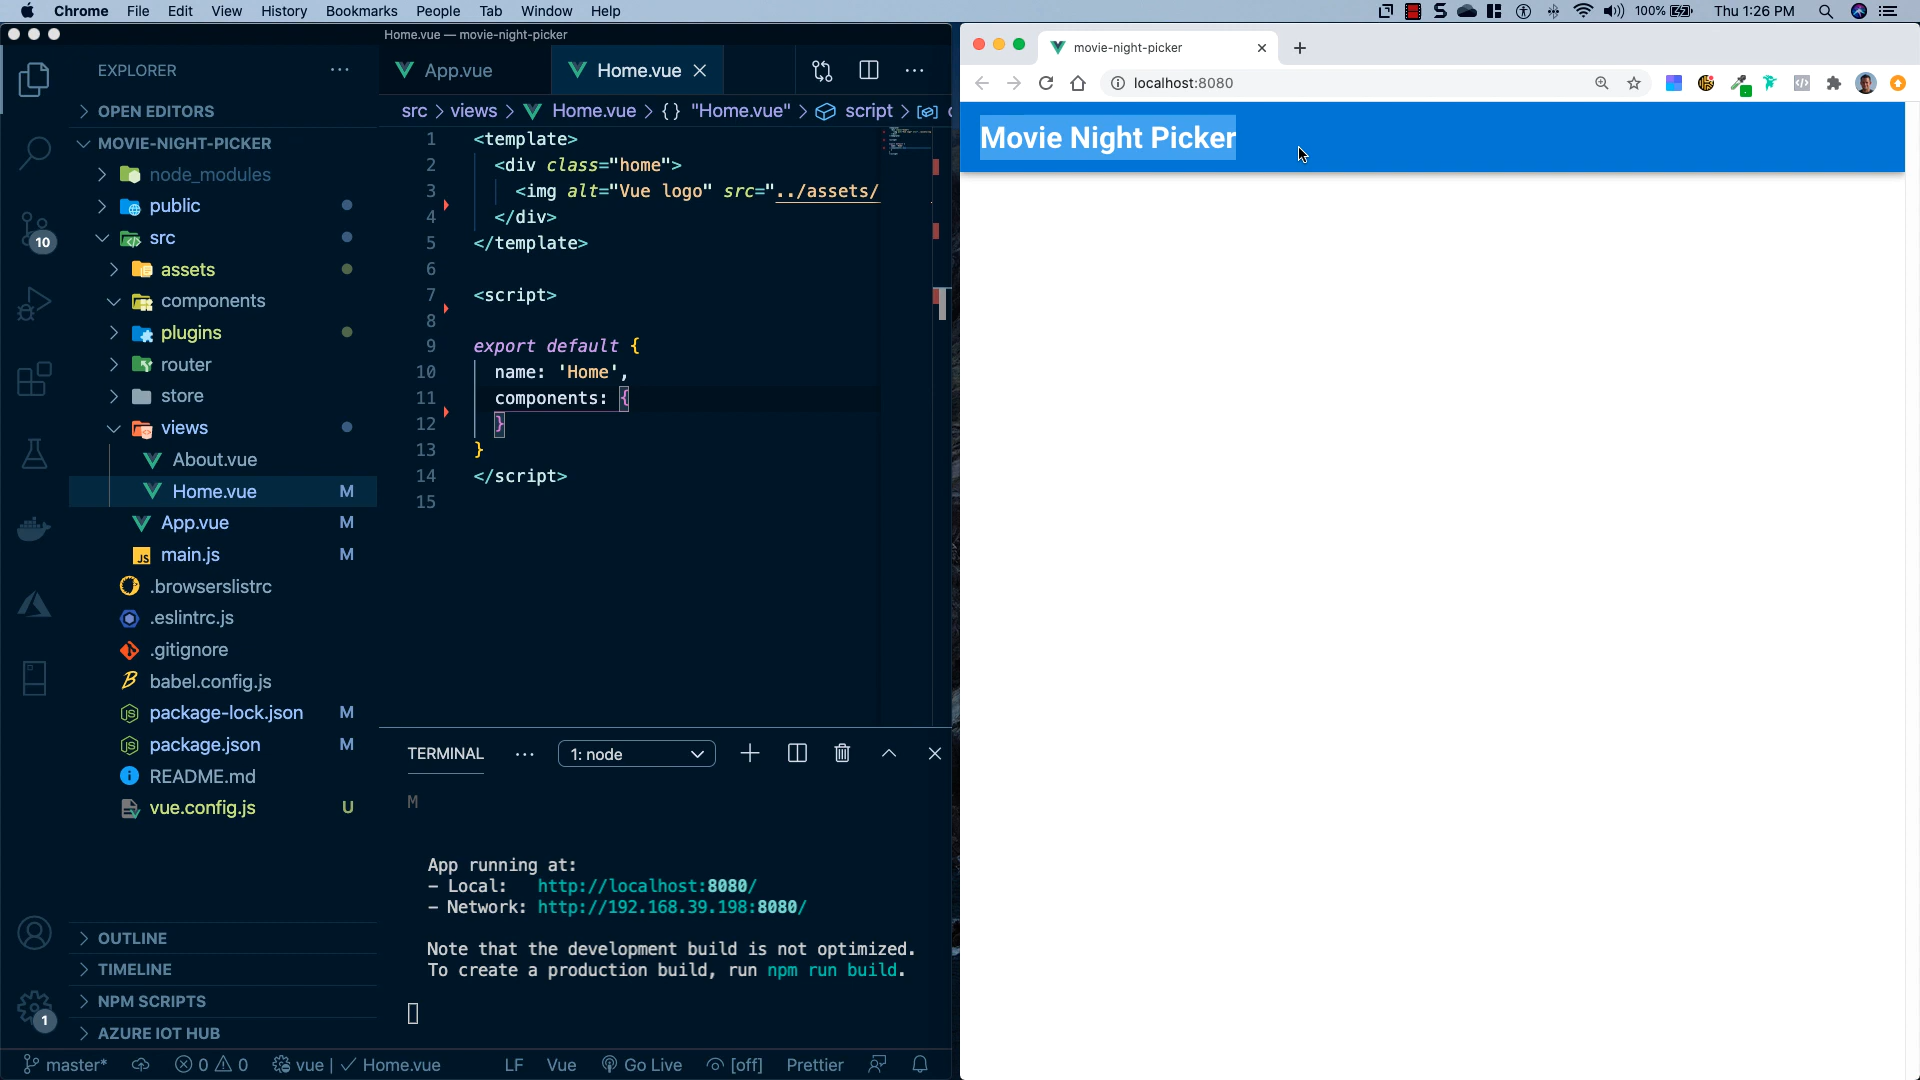 Chrome File Edit View History Bookmarks People Tab Window Help
100% Thu 1:26 PM
Home.vue — movie-night-picker
EXPLORER
OPEN EDITORS
MOVIE-NIGHT-PICKER
node_modules
public
src
assets
components
plugins
router
store
views
About.vue
Home.vue M
App.vue M
main.js M
.browserslistrc
.eslintrc.js
.gitignore
babel.config.js
package-lock.json M
package.json M
README.md
vue.config.js U
OUTLINE
TIMELINE
NPM SCRIPTS
AZURE IOT HUB
10
1
App.vue Home.vue
src > views > Home.vue > {} "Home.vue" > script >
1 <template>
2 <div class="home">
3 <img alt="Vue logo" src="../assets/
4 </div>
5 </template>
6
7 <script>
8
9 export default {
10 name: 'Home',
11 components: {
12 }
13 }
14 </script>
15
TERMINAL ... 1: node
M
App running at:
- Local: http://localhost:8080/
- Network: http://192.168.39.198:8080/
Note that the development build is not optimized.
To create a production build, run npm run build.
master* 0 0 vue | ✓ Home.vue LF Vue Go Live [off] Prettier
movie-night-picker
localhost:8080
Movie Night Picker